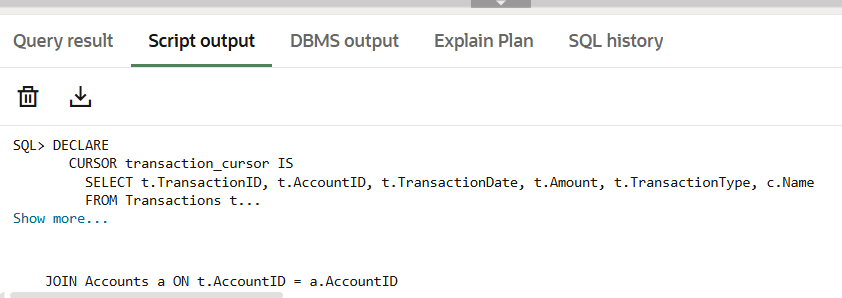 Query result Script output DBMS output Explain Plan SQL history
SQL> DECLARE
CURSOR transaction_cursor IS
SELECT t.TransactionID, t.AccountID, t.TransactionDate, t.Amount, t.TransactionType, c.Name
FROM Transactions t...
Show more...
JOIN Accounts a ON t.AccountID = a.AccountID